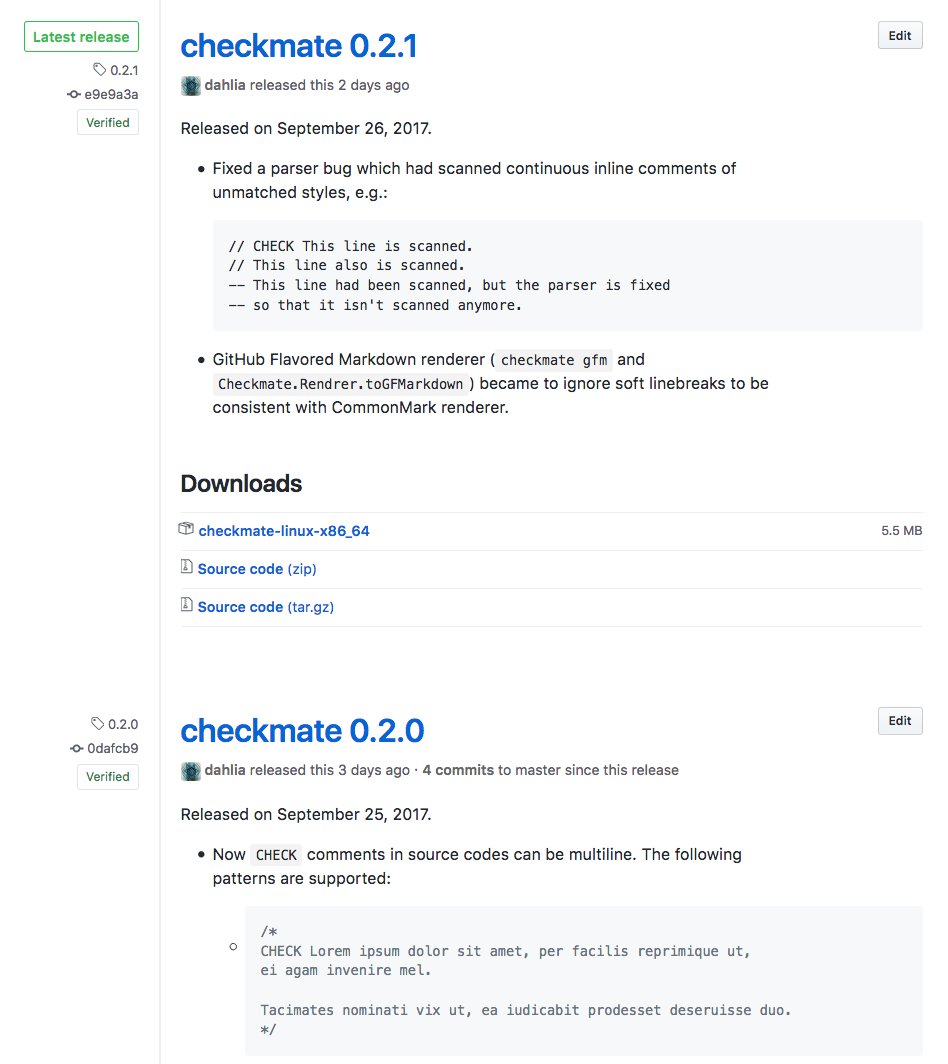 Latest release
0.2.1
e9e9a3a
Verified
checkmate 0.2.1
Edit
dahlia released this 2 days ago
Released on September 26, 2017.
Fixed a parser bug which had scanned continuous inline comments of
unmatched styles, e.g.:
// CHECK This line is scanned.
// This line also is scanned.
-- This line had been scanned, but the parser is fixed
-- so that it isn't scanned anymore.
GitHub Flavored Markdown renderer ( checkmate gfm and
Checkmate.Rendrer.toGFMarkdown ) became to ignore soft linebreaks to be
consistent with CommonMark renderer.
Downloads
checkmate-linux-x86_64 5.5 MB
Source code (zip)
Source code (tar.gz)
0.2.0
0dafcb9
Verified
checkmate 0.2.0
Edit
dahlia released this 3 days ago · 4 commits to master since this release
Released on September 25, 2017.
Now CHECK comments in source codes can be multiline. The following
patterns are supported:
/*
CHECK Lorem ipsum dolor sit amet, per facilis reprimique ut,
ei agam invenire mel.
Tacimates nominati vix ut, ea iudicabit prodesset deseruisse duo.
*/